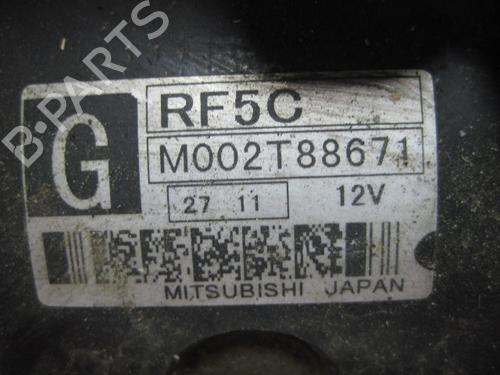 B-PARTS
G
RF5C
M002T88671
27 11
12V
MITSUBISHI JAPAN